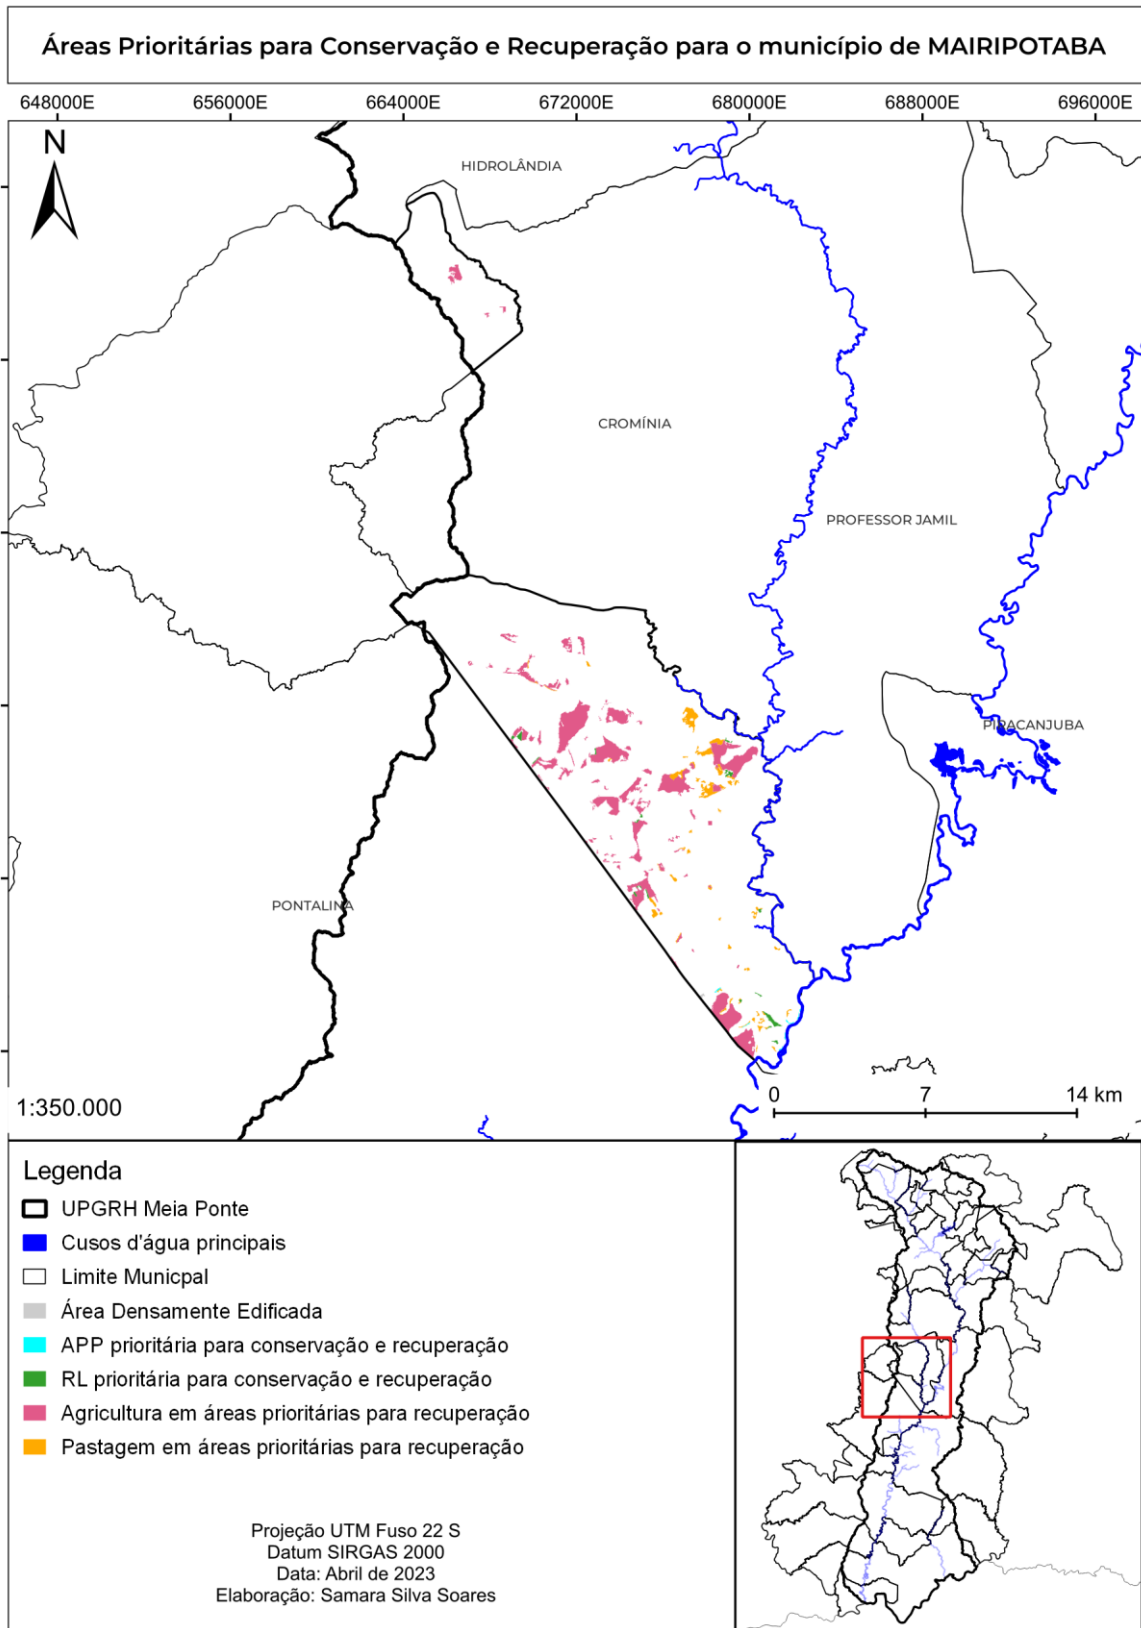 Áreas Prioritárias para Conservação e Recuperação para o município de MAIRIPOTABA
648000E 656000E 664000E 672000E 680000E 6880000E 696000E
N
HIDROLÂNDIA
CROMÍNIA
PROFESSOR JAMIL
PIRACANJUBA
PONTALINA
1:350.000
0 7 14 km
Legenda
UPGRH Meia Ponte
Cusos d'água principais
Limite Municpal
Área Densamente Edificada
APP prioritária para conservação e recuperação
RL prioritária para conservação e recuperação
Agricultura em áreas prioritárias para recuperação
Pastagem em áreas prioritárias para recuperação
Projeção UTM Fuso 22 S
Datum SIRGAS 2000
Data: Abril de 2023
Elaboração: Samara Silva Soares